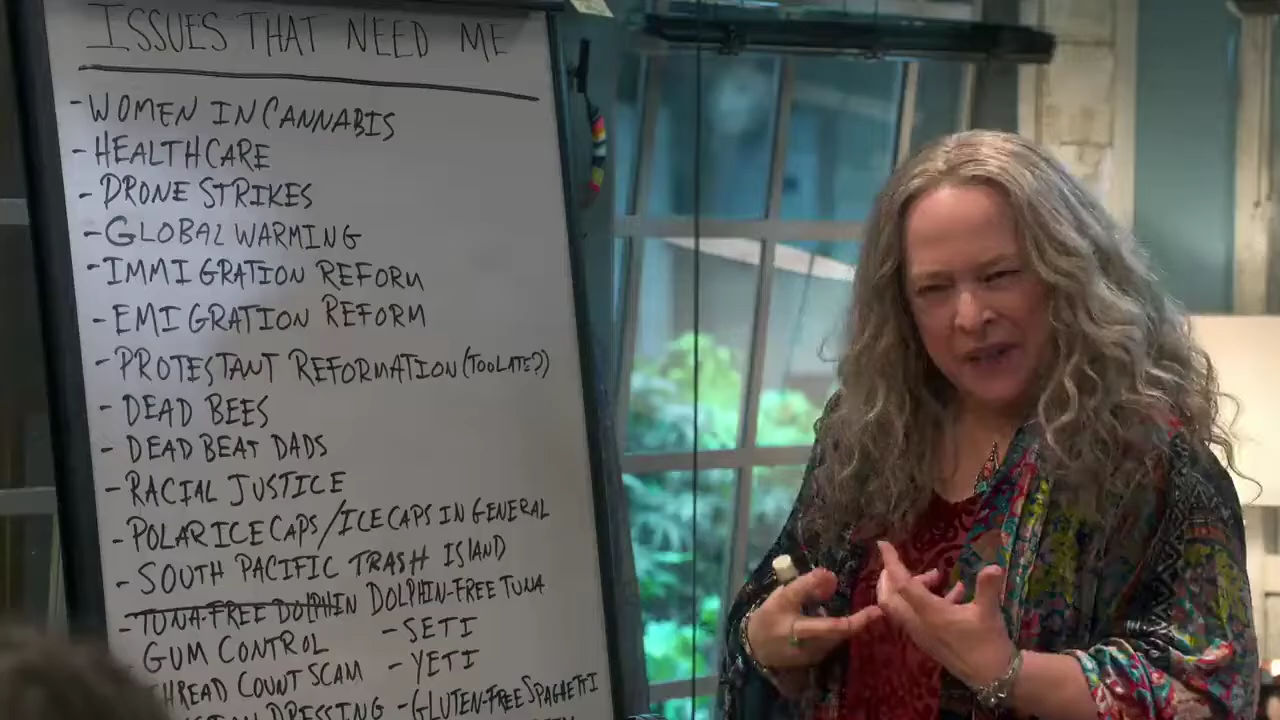 ISSUES THAT NEED ME
- WOMEN IN CANNABIS
- HEALTHCARE
- DRONE STRIKES
- GLOBAL WARMING
- IMMIGRATION REFORM
- EMIGRATION REFORM
- PROTESTANT REFORMATION (TOO LATE?)
- DEAD BEES
- DEAD BEAT DADS
- RACIAL JUSTICE
- POLAR ICE CAPS / ICE CAPS IN GENERAL
- SOUTH PACIFIC TRASH ISLAND
- TUNA-FREE DOLPHIN DOLPHIN-FREE TUNA
GUM CONTROL - SETI
THREAD COUNT SCAM - YETI
DRESSING - GLUTEN-FREE SPAGHETTI